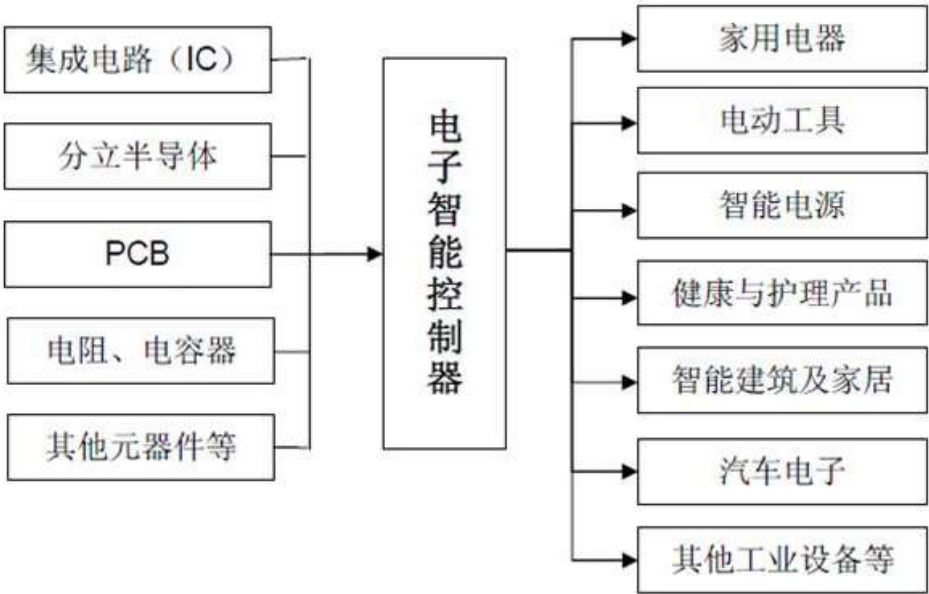 集成电路（IC）
分立半导体
PCB
电阻、电容器
其他元器件等
电子智能控制器
家用电器
电动工具
智能电源
健康与护理产品
智能建筑及家居
汽车电子
其他工业设备等